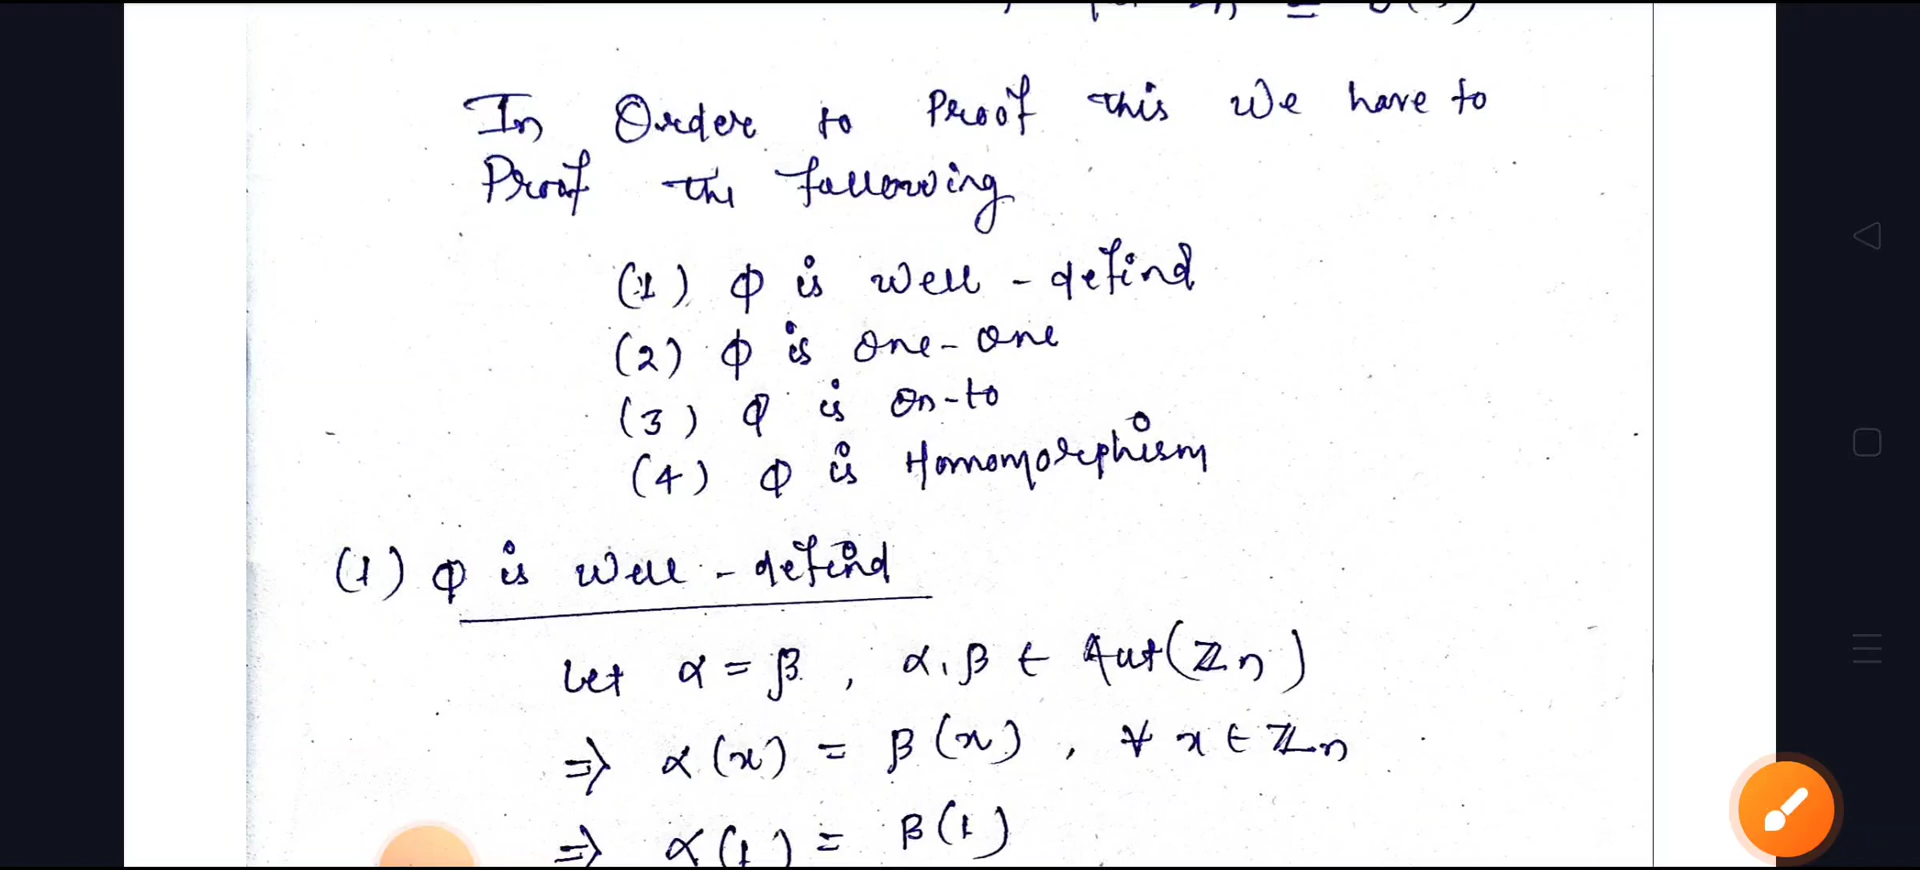 In Order to Proof this we have to
Proof the following
(1) φ is well - defind
(2) φ is one - one
(3) φ is on-to
(4) φ is Homomorphism
(1) φ is well - defind
Let α = β , α, β ∈ Aut(ℤn)
⇒ α(x) = β(x) , ∀ x ∈ ℤn
⇒ α(1) = β(1)